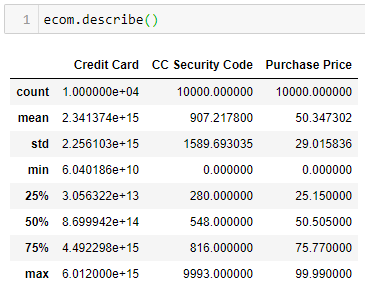 1 ecom.describe()
Credit Card CC Security Code Purchase Price
count 1.000000e+04 10000.000000 10000.000000
mean 2.341374e+15 907.217800 50.347302
std 2.256103e+15 1589.693035 29.015836
min 6.040186e+10 0.000000 0.000000
25% 3.056322e+13 280.000000 25.150000
50% 8.699942e+14 548.000000 50.505000
75% 4.492298e+15 816.000000 75.770000
max 6.012000e+15 9993.000000 99.990000